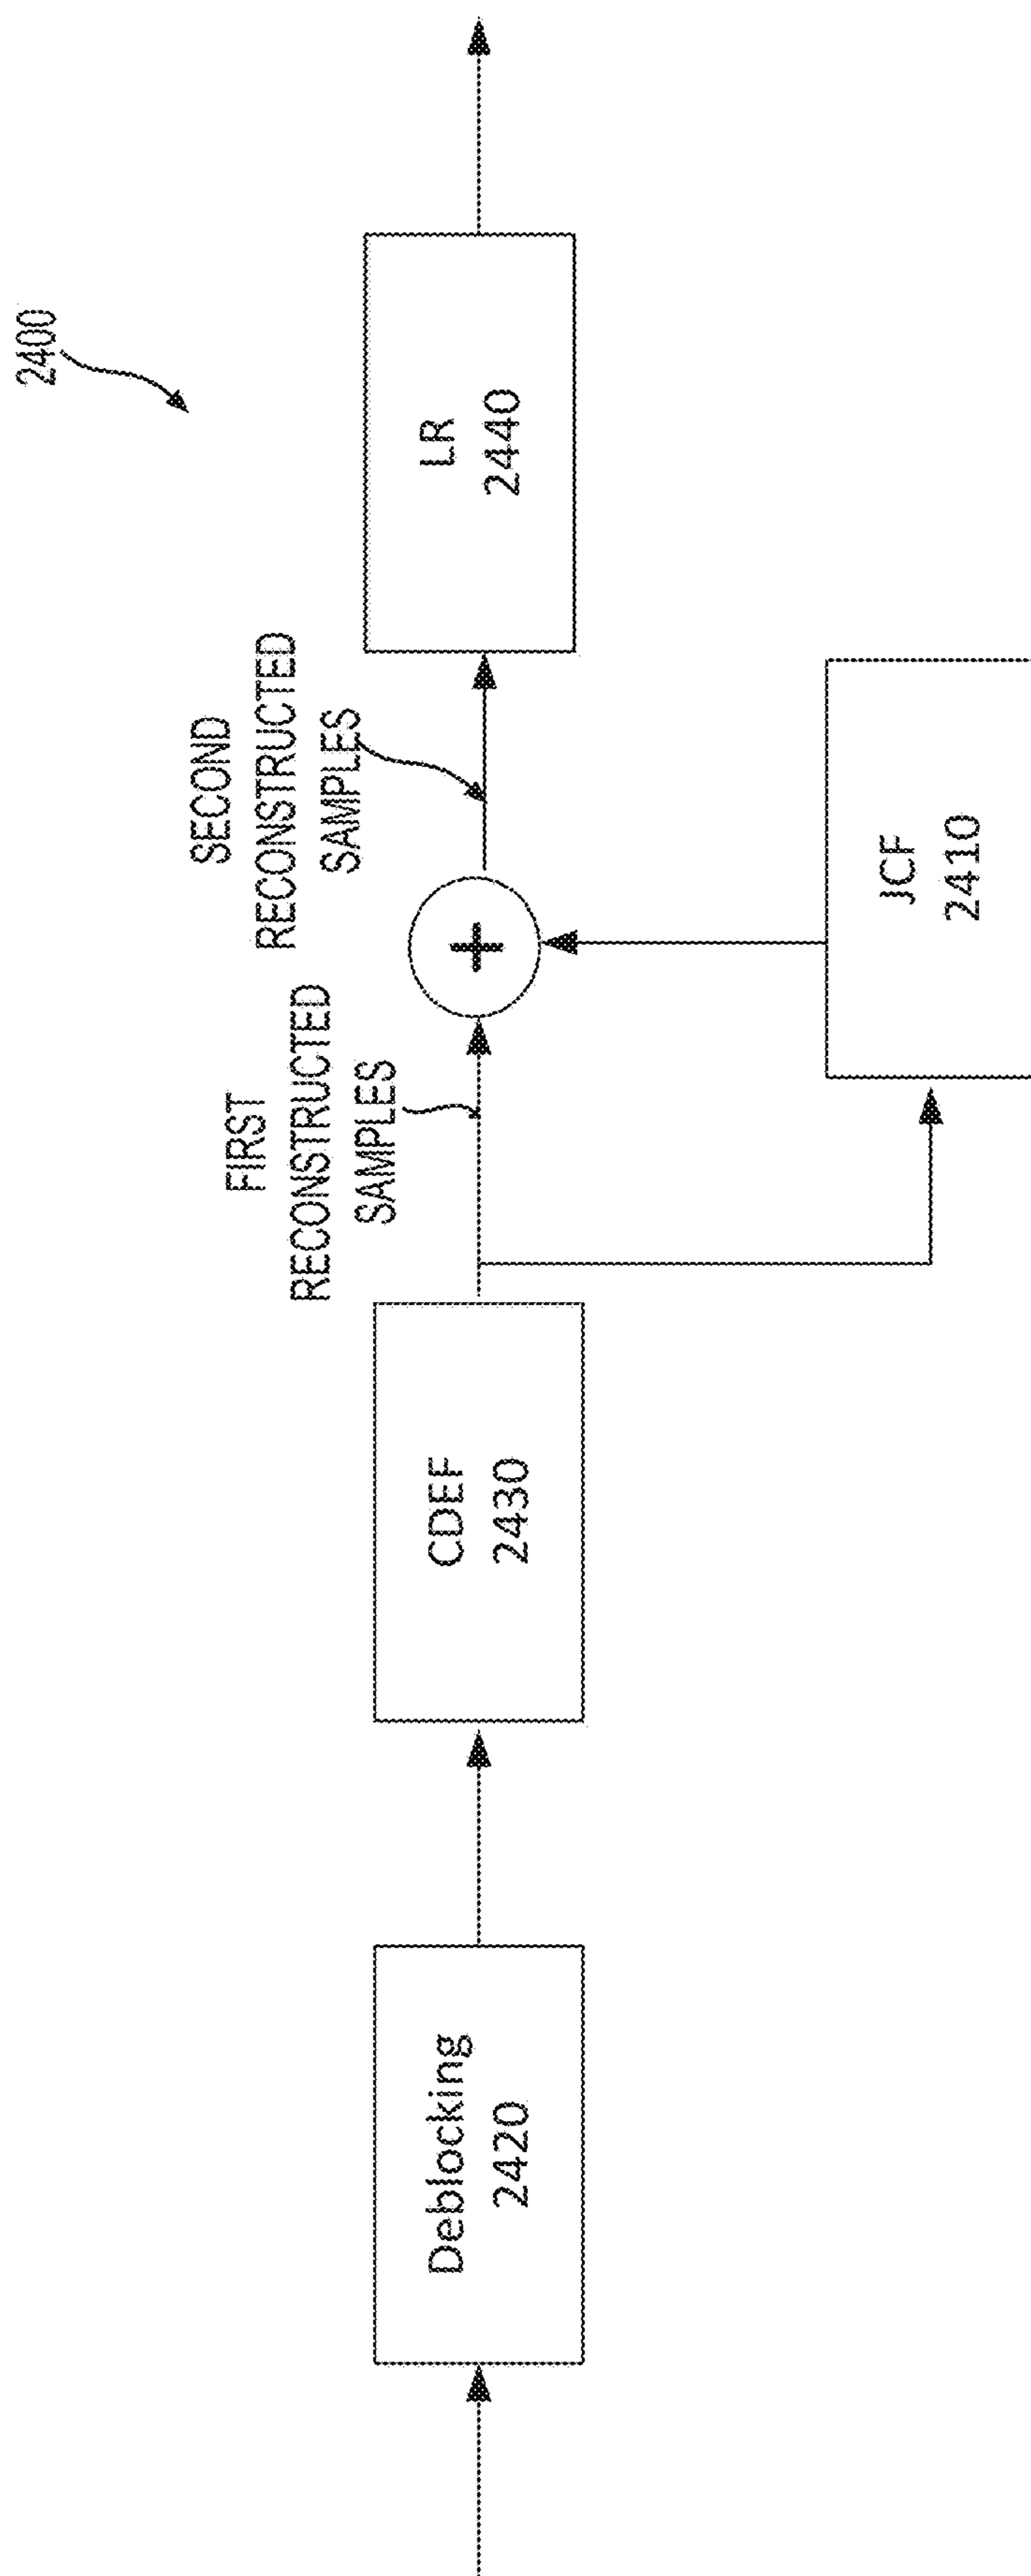 2400
Deblocking
2420
CDEF
2430
FIRST
RECONSTRUCTED
SAMPLES
+
SECOND
RECONSTRUCTED
SAMPLES
LR
2440
JCF
2410